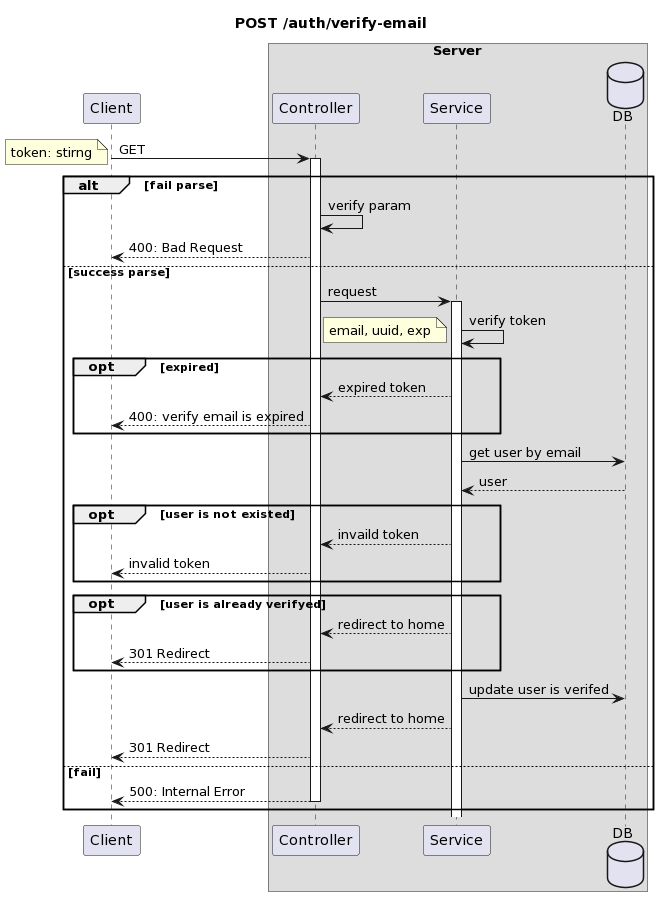 POST /auth/verify-email
Server
Client
Controller
Service
DB
token: stirng
GET
alt
[fail parse]
verify param
400: Bad Request
[success parse]
request
email, uuid, exp
verify token
opt
[expired]
expired token
400: verify email is expired
get user by email
user
opt
[user is not existed]
invaild token
invalid token
opt
[user is already verifyed]
redirect to home
301 Redirect
update user is verifed
redirect to home
301 Redirect
[fail]
500: Internal Error
Client
Controller
Service
DB